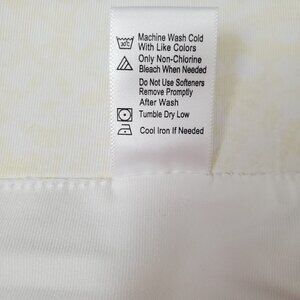 Machine Wash Cold
30°C With Like Colors
Only Non-Chlorine
Bleach When Needed
Do Not Use Softeners
Remove Promptly
After Wash
Tumble Dry Low
Cool Iron If Needed